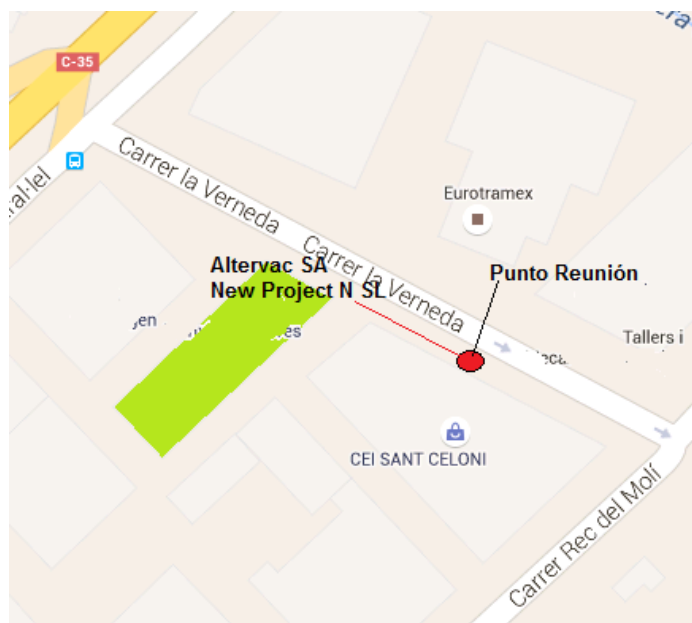 C-35
Carrer la Verneda
Eurotramex
Carrer la Verneda
Altervac SA
New Project N SL
Punto Reunión
Tallers i
CEI SANT CELONI
Carrer Rec del Molí